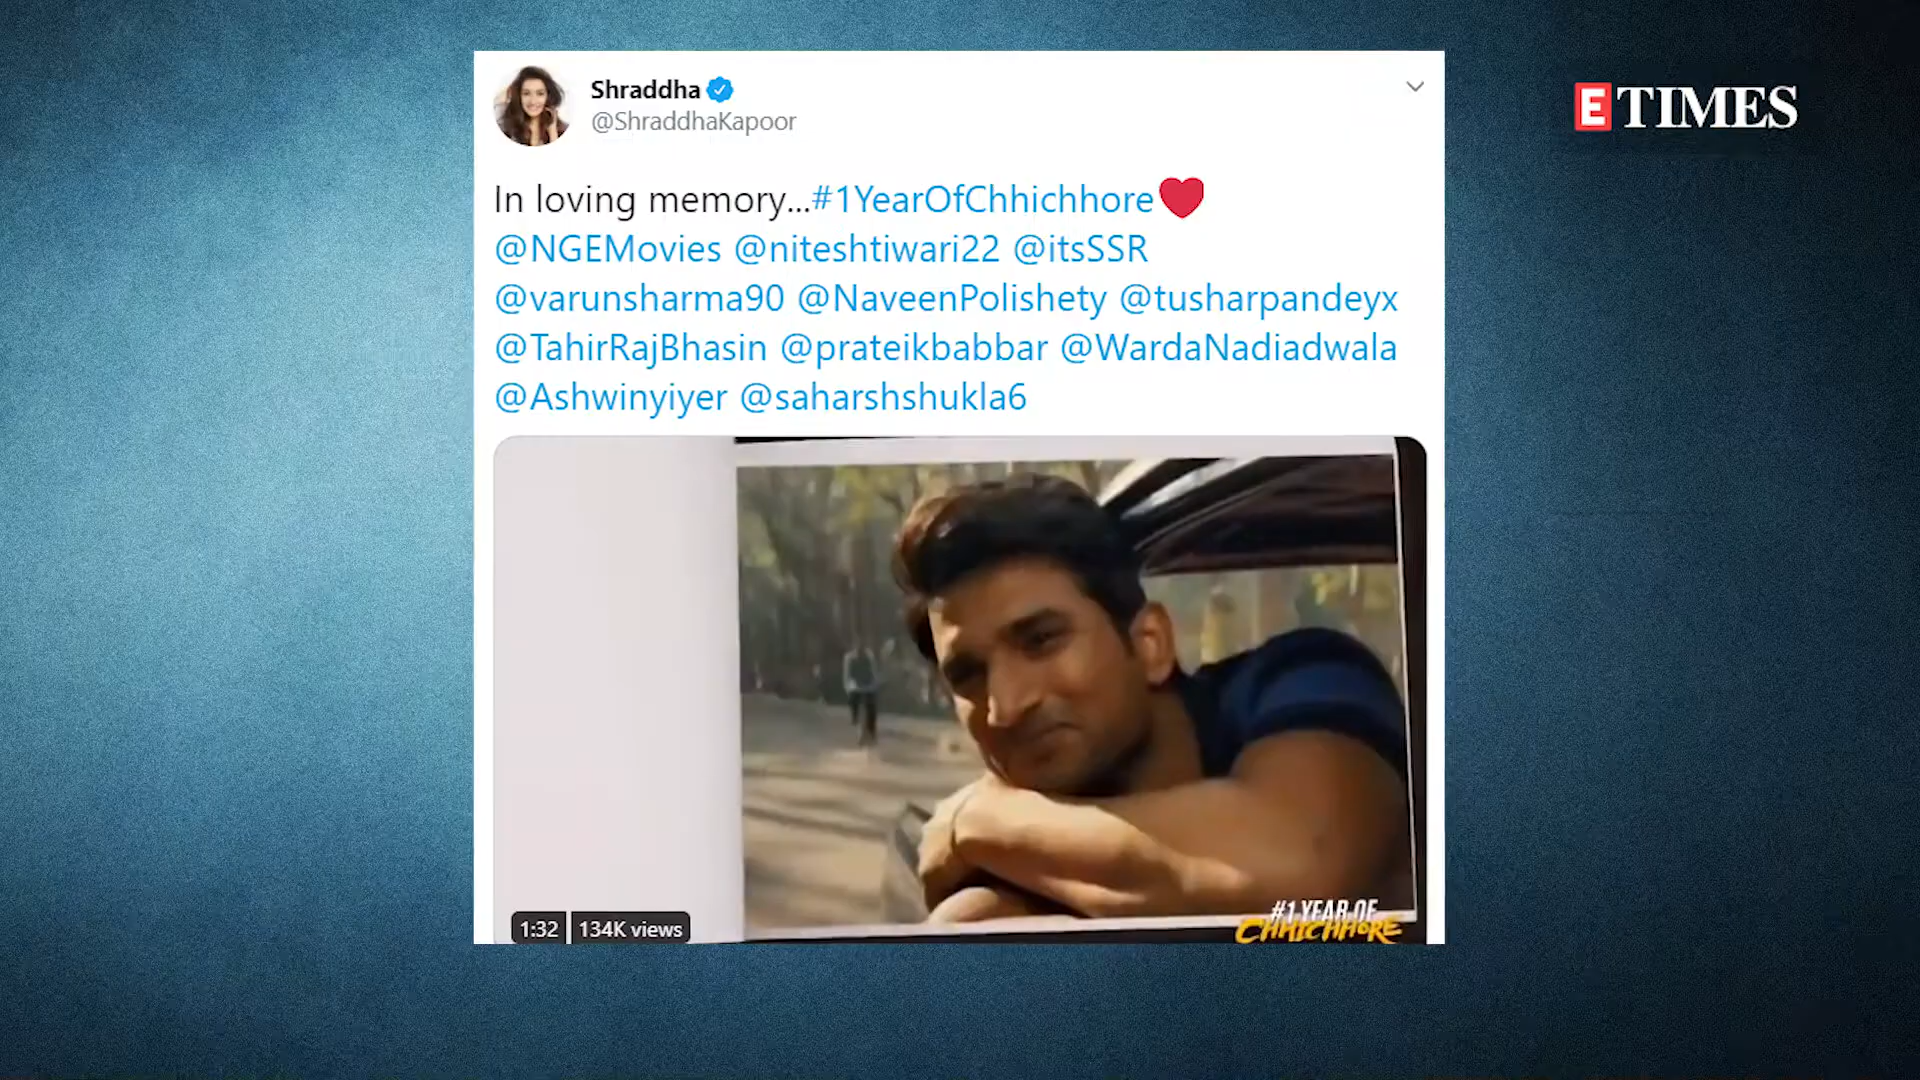 Shraddha
@ShraddhaKapoor
E TIMES
In loving memory...#1YearOfChhichhore❤
@NGEMovies @niteshtiwari22 @itsSSR
@varunsharma90 @NaveenPolishety @tusharpandeyx
@TahirRajBhasin @prateikbabbar @WardaNadiadwala
@Ashwinyiyer @saharshshukla6
1:32 134K views
#1 YEAR OF
CHHICHHORE